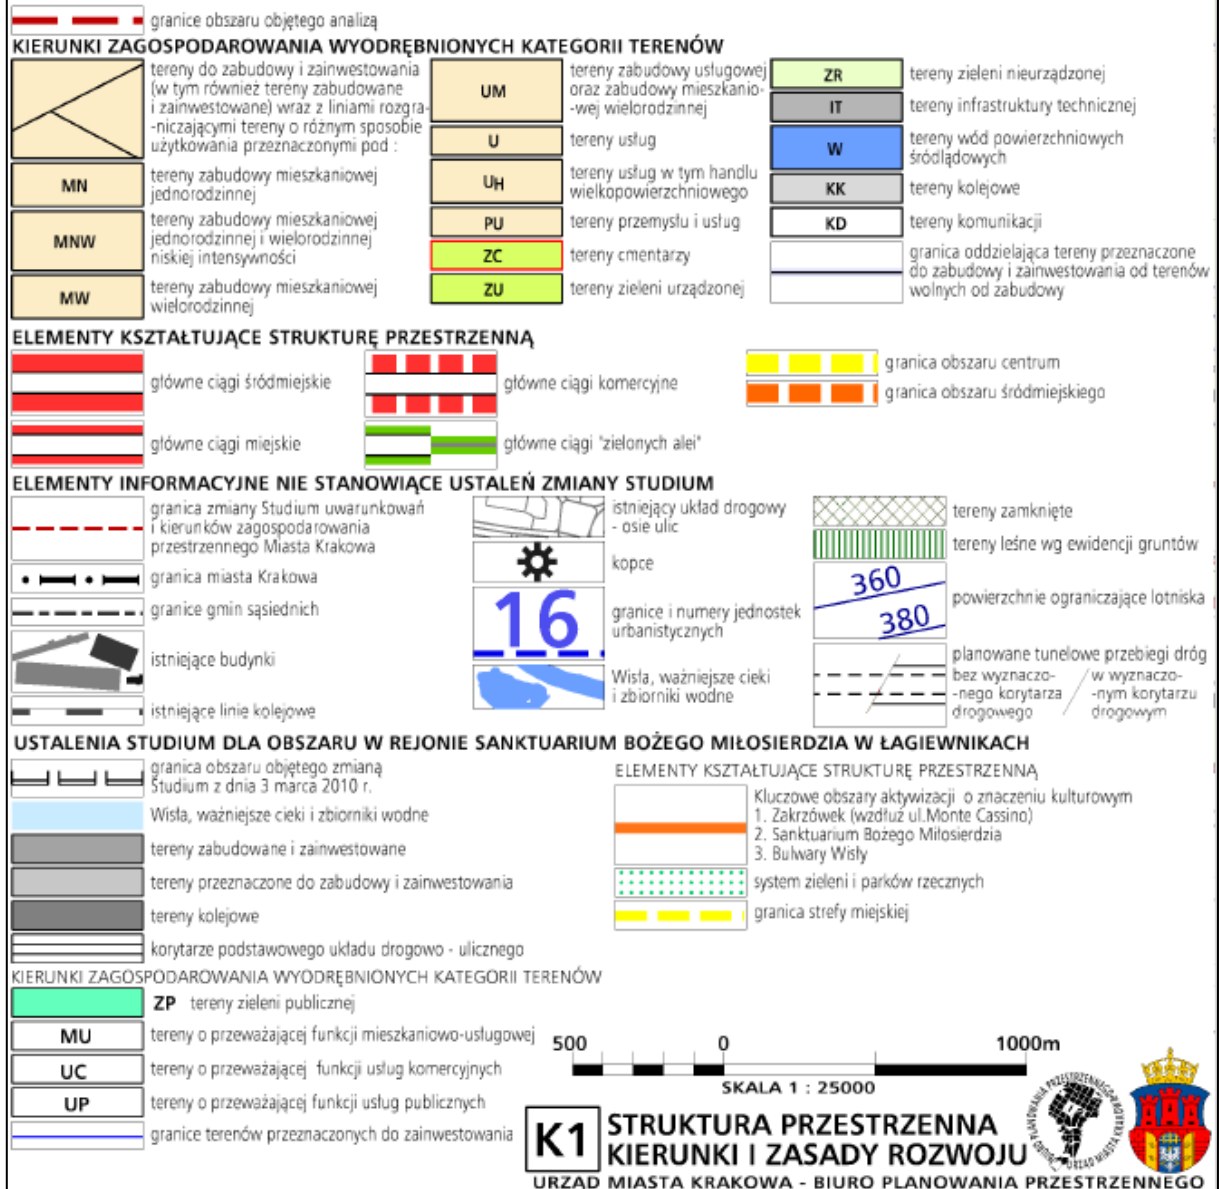 granice obszaru objętego analizą
KIERUNKI ZAGOSPODAROWANIA WYODRĘBNIONYCH KATEGORII TERENÓW
tereny do zabudowy i zainwestowania
(w tym również tereny zabudowane
i zainwestowane) wraz z liniami rozgra-
-niczającymi tereny o różnym sposobie
użytkowania przeznaczonymi pod :
MN
tereny zabudowy mieszkaniowej
jednorodzinnej
MNW
tereny zabudowy mieszkaniowej
jednorodzinnej i wielorodzinnej
niskiej intensywności
MW
tereny zabudowy mieszkaniowej
wielorodzinnej
UM
tereny zabudowy usługowej
oraz zabudowy mieszkanio-
-wej wielorodzinnej
U
tereny usług
UH
tereny usług w tym handlu
wielkopowierzchniowego
PU
tereny przemysłu i usług
ZC
tereny cmentarzy
ZU
tereny zieleni urządzonej
ZR
tereny zieleni nieurządzonej
IT
tereny infrastruktury technicznej
W
tereny wód powierzchniowych
śródlądowych
KK
tereny kolejowe
KD
tereny komunikacji
granica oddzielająca tereny przeznaczone
do zabudowy i zainwestowania od terenów
wolnych od zabudowy
ELEMENTY KSZTAŁTUJĄCE STRUKTURĘ PRZESTRZENNĄ
główne ciągi śródmiejskie
główne ciągi miejskie
główne ciągi komercyjne
główne ciągi "zielonych alei"
granica obszaru centrum
granica obszaru śródmiejskiego
ELEMENTY INFORMACYJNE NIE STANOWIĄCE USTALEŃ ZMIANY STUDIUM
granica zmiany Studium uwarunkowań
i kierunków zagospodarowania
przestrzennego Miasta Krakowa
granica miasta Krakowa
granice gmin sąsiednich
istniejące budynki
istniejące linie kolejowe
istniejący układ drogowy
- osie ulic
kopce
16
granice i numery jednostek
urbanistycznych
Wisła, ważniejsze cieki
i zbiorniki wodne
tereny zamknięte
tereny leśne wg ewidencji gruntów
360
380
powierzchnie ograniczające lotniska
planowane tunelowe przebiegi dróg
bez wyznaczo-
-nego korytarza
drogowego
w wyznaczo-
-nym korytarzu
drogowym
USTALENIA STUDIUM DLA OBSZARU W REJONIE SANKTUARIUM BOŻEGO MIŁOSIERDZIA W ŁAGIEWNIKACH
granica obszaru objętego zmianą
Studium z dnia 3 marca 2010 r.
Wisła, ważniejsze cieki i zbiorniki wodne
tereny zabudowane i zainwestowane
tereny przeznaczone do zabudowy i zainwestowania
tereny kolejowe
korytarze podstawowego układu drogowo - ulicznego
ELEMENTY KSZTAŁTUJĄCE STRUKTURĘ PRZESTRZENNĄ
Kluczowe obszary aktywizacji o znaczeniu kulturowym
1. Zakrzówek (wzdłuż ul.Monte Cassino)
2. Sanktuarium Bożego Miłosierdzia
3. Bulwary Wisły
system zieleni i parków rzecznych
granica strefy miejskiej
KIERUNKI ZAGOSPODAROWANIA WYODRĘBNIONYCH KATEGORII TERENÓW
ZP tereny zieleni publicznej
MU
tereny o przeważającej funkcji mieszkaniowo-usługowej
UC
tereny o przeważającej funkcji usług komercyjnych
UP
tereny o przeważającej funkcji usług publicznych
granice terenów przeznaczonych do zainwestowania
500 0 1000m
SKALA 1 : 25000
K1
STRUKTURA PRZESTRZENNA
KIERUNKI I ZASADY ROZWOJU
URZĄD MIASTA KRAKOWA - BIURO PLANOWANIA PRZESTRZENNEGO